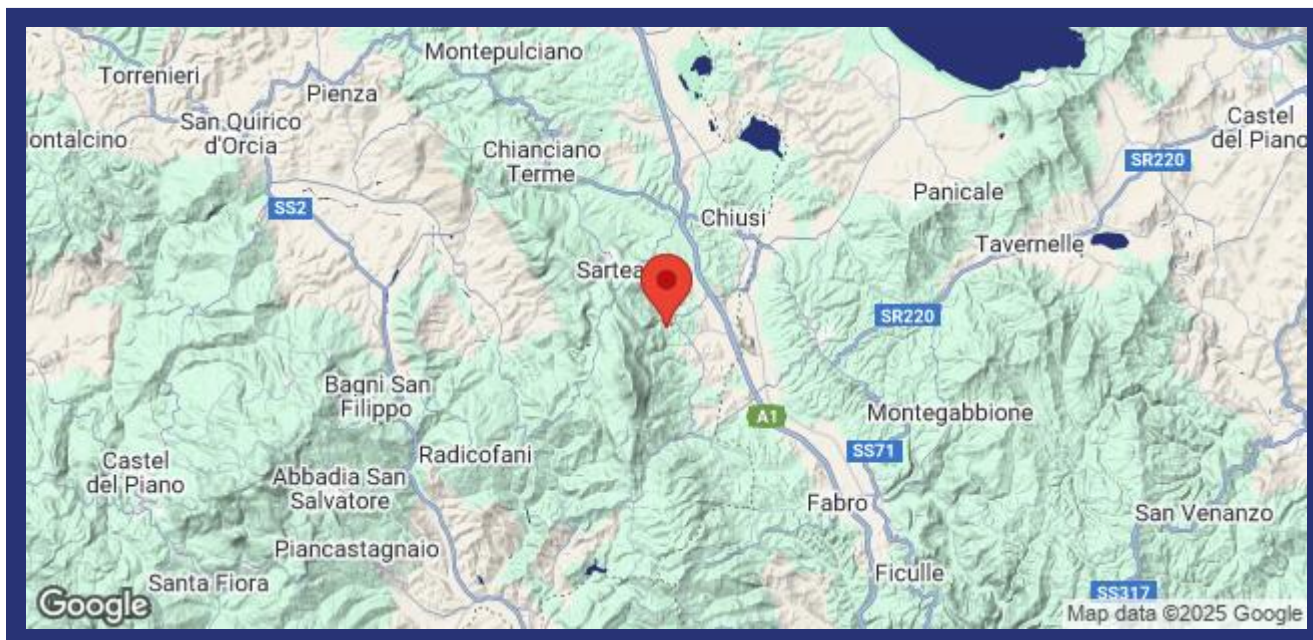 Montepulciano
Torrenieri
Pienza
San Quirico
d'Orcia
ontalcino
Chianciano
Terme
Castel
del Piano
SR220
Panicale
SS2
Chiusi
Tavernelle
Sartea
SR220
Bagni San
Filippo
A1
Montegabbione
Radicofani
SS71
Castel
del Piano
Abbadia San
Salvatore
Fabro
San Venanzo
Piancastagnaio
Santa Fiora
Ficulle
SS317
Google
Map data ©2025 Google